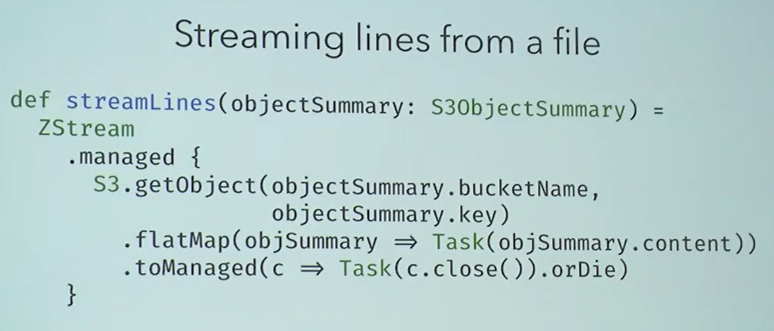 Streaming lines from a file
def streamLines(objectSummary: S3ObjectSummary) =
  ZStream
    .managed {
      S3.getObject(objectSummary.bucketName,
                   objectSummary.key)
        .flatMap(objSummary ⇒ Task(objSummary.content))
        .toManaged(c ⇒ Task(c.close()).orDie)
    }